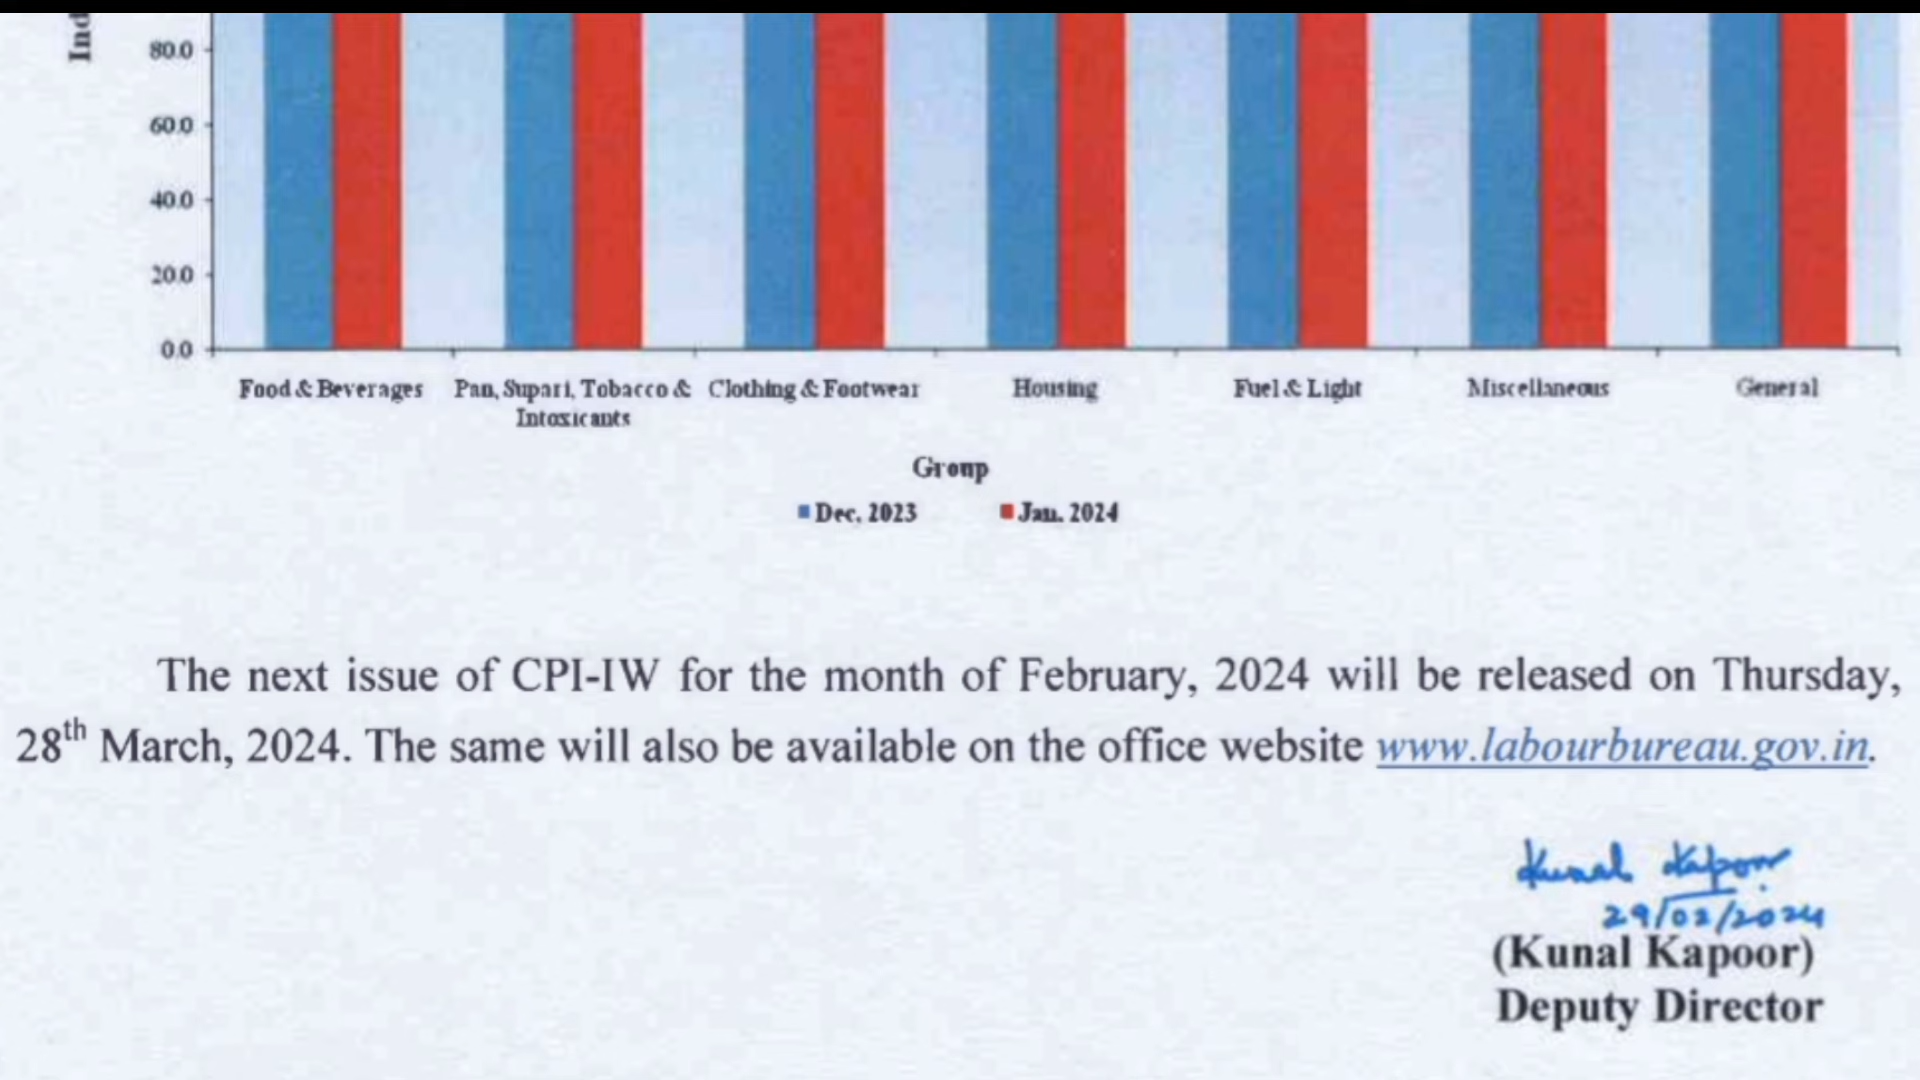 Ind
80.0
60.0
40.0
20.0
0.0
Food & Beverages Pan, Supari, Tobacco & Clothing & Footwear Housing Fuel & Light Miscellaneous General
Intoxicants
Group
Dec. 2023 Jan. 2024
The next issue of CPI-IW for the month of February, 2024 will be released on Thursday,
28th March, 2024. The same will also be available on the office website www.labourbureau.gov.in.
Kunal Kapoor
29/02/2024
(Kunal Kapoor)
Deputy Director